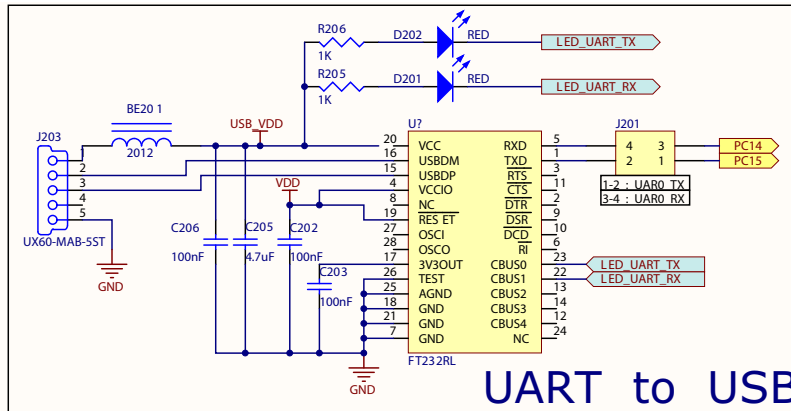 R206
D202
RED
LED_UART_TX
1K
R205
D201
RED
LED_UART_RX
1K
BE20 1
2012
USB_VDD
U?
J201
J203
1
2
3
4
5
UX60-MAB-5ST
GND
VDD
C206
100nF
C205
4.7uF
C202
100nF
C203
100nF
GND
20 VCC RXD 5
16 USBDM TXD 1
15 USBDP RTS 3
4 VCCIO CTS 11
8 NC DTR 2
19 RES ET DSR 9
27 OSCI DCD 10
28 OSCO RI 6
17 3V3OUT CBUS0 23
26 TEST CBUS1 22
25 AGND CBUS2 13
18 GND CBUS3 14
21 GND CBUS4 12
7 GND NC 24
FT232RL
4 3
2 1
PC14
PC15
1-2 : UAR0_TX
3-4 : UAR0_RX
LED_UART_TX
LED_UART_RX
UART to USB